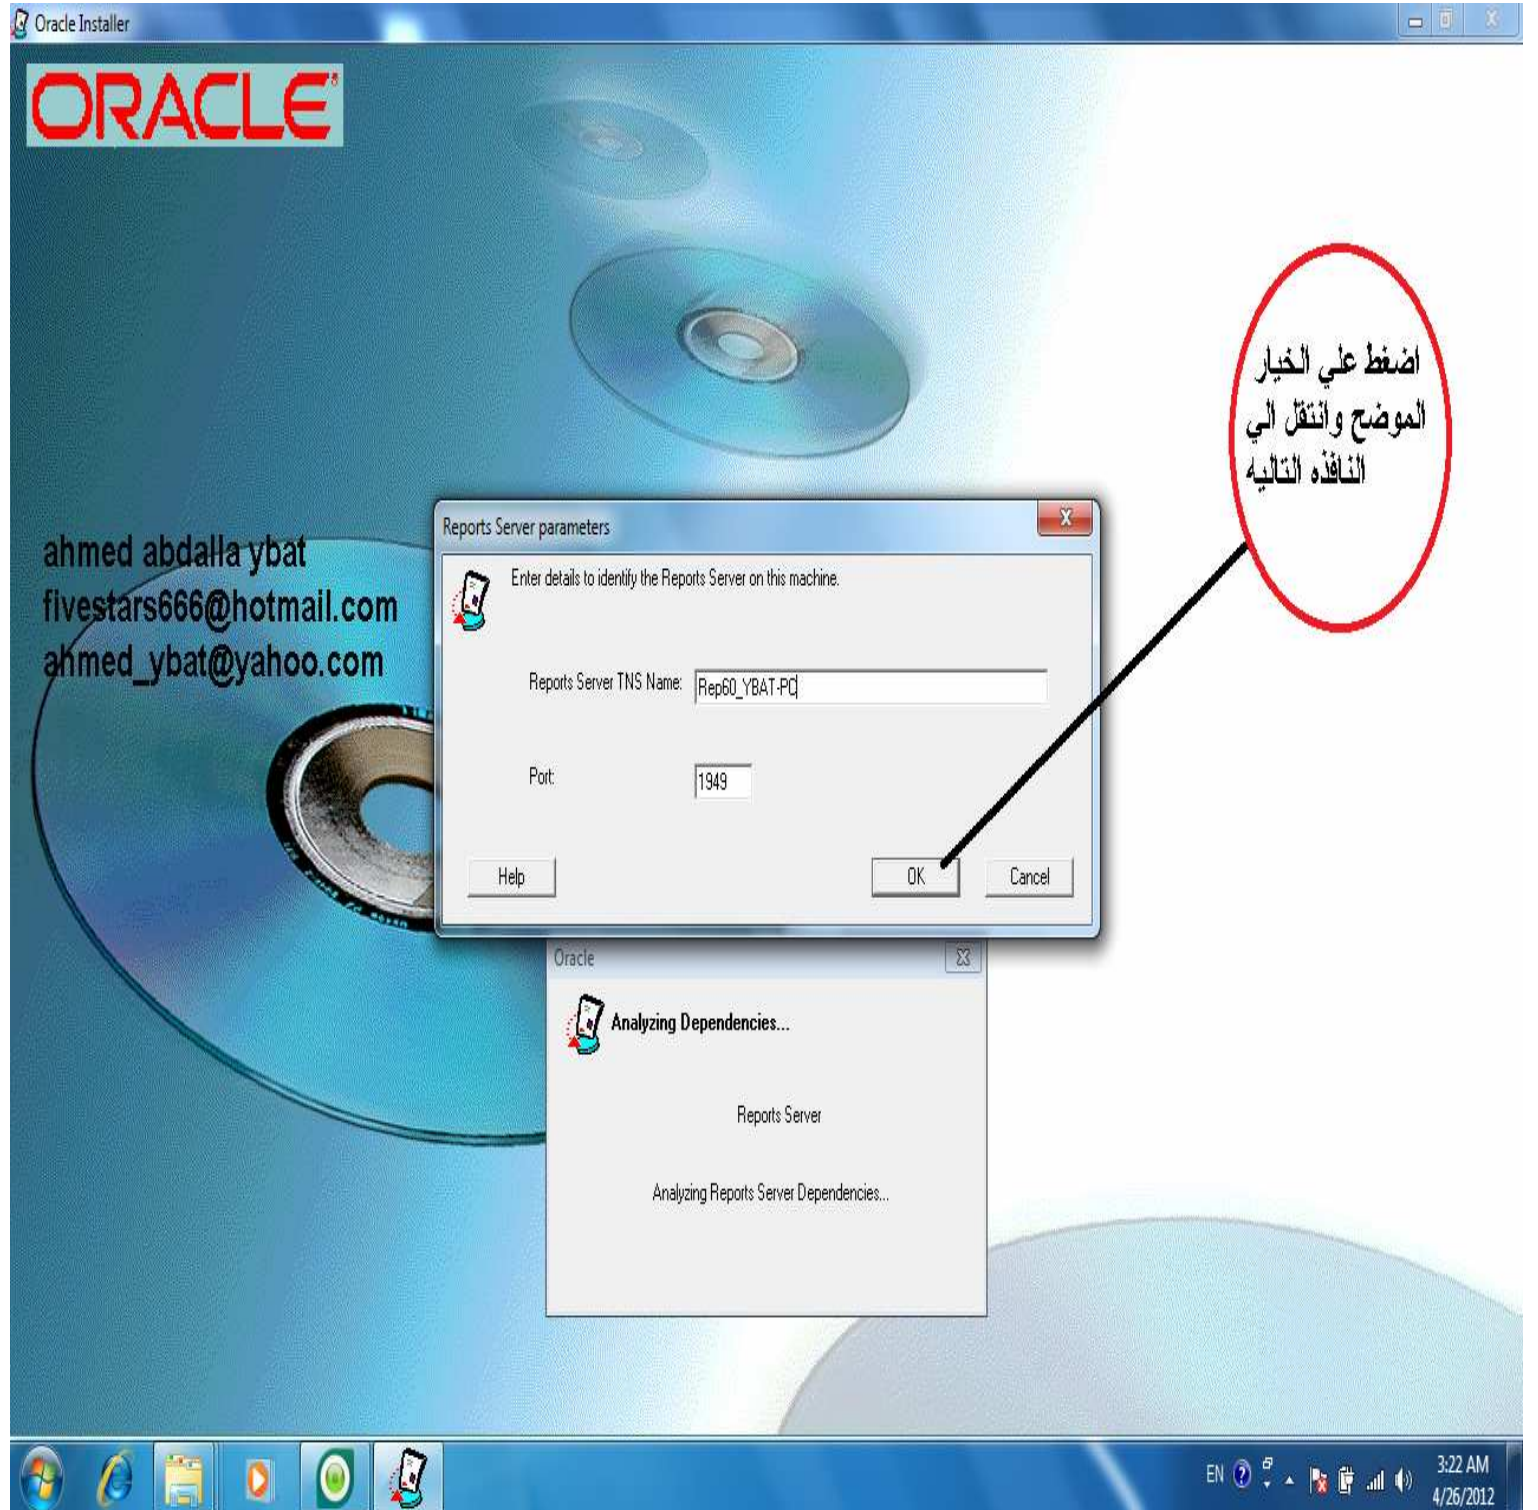 Oracle Installer
ORACLE
اضغط علي الخيار
الموضح وانتقل الي
النافذه التاليه
ahmed abdalla ybat
fivestars666@hotmail.com
ahmed_ybat@yahoo.com
Reports Server parameters
Enter details to identify the Reports Server on this machine.
Reports Server TNS Name: Rep60_YBAT-PC
Port: 1949
Help OK Cancel
Oracle
Analyzing Dependencies...
Reports Server
Analyzing Reports Server Dependencies...
EN 3:22 AM
4/26/2012